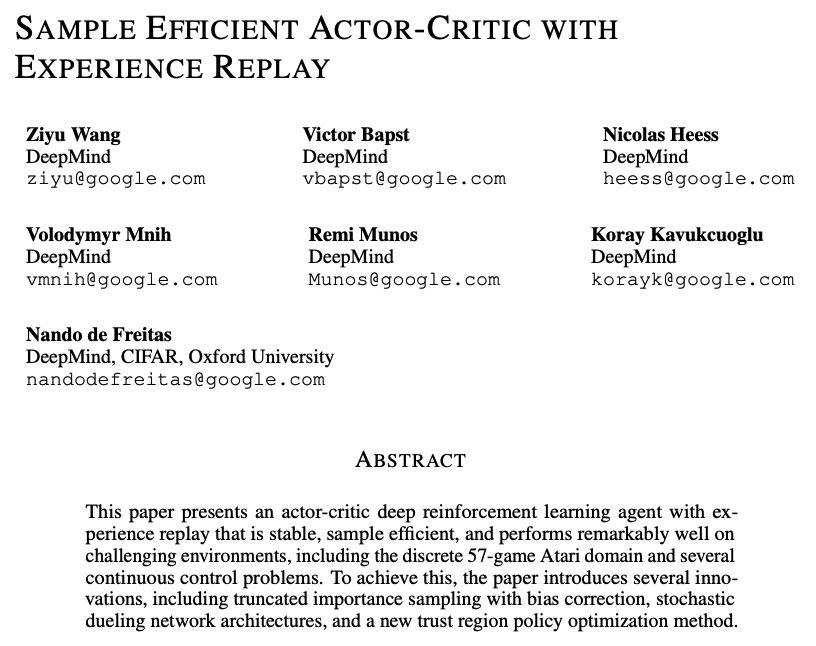 SAMPLE EFFICIENT ACTOR-CRITIC WITH
EXPERIENCE REPLAY
Ziyu Wang
DeepMind
ziyu@google.com
Victor Bapst
DeepMind
vbapst@google.com
Nicolas Heess
DeepMind
heess@google.com
Volodymyr Mnih
DeepMind
vmnih@google.com
Remi Munos
DeepMind
Munos@google.com
Koray Kavukcuoglu
DeepMind
korayk@google.com
Nando de Freitas
DeepMind, CIFAR, Oxford University
nandodefreitas@google.com
ABSTRACT
This paper presents an actor-critic deep reinforcement learning agent with ex-
perience replay that is stable, sample efficient, and performs remarkably well on
challenging environments, including the discrete 57-game Atari domain and several
continuous control problems. To achieve this, the paper introduces several inno-
vations, including truncated importance sampling with bias correction, stochastic
dueling network architectures, and a new trust region policy optimization method.